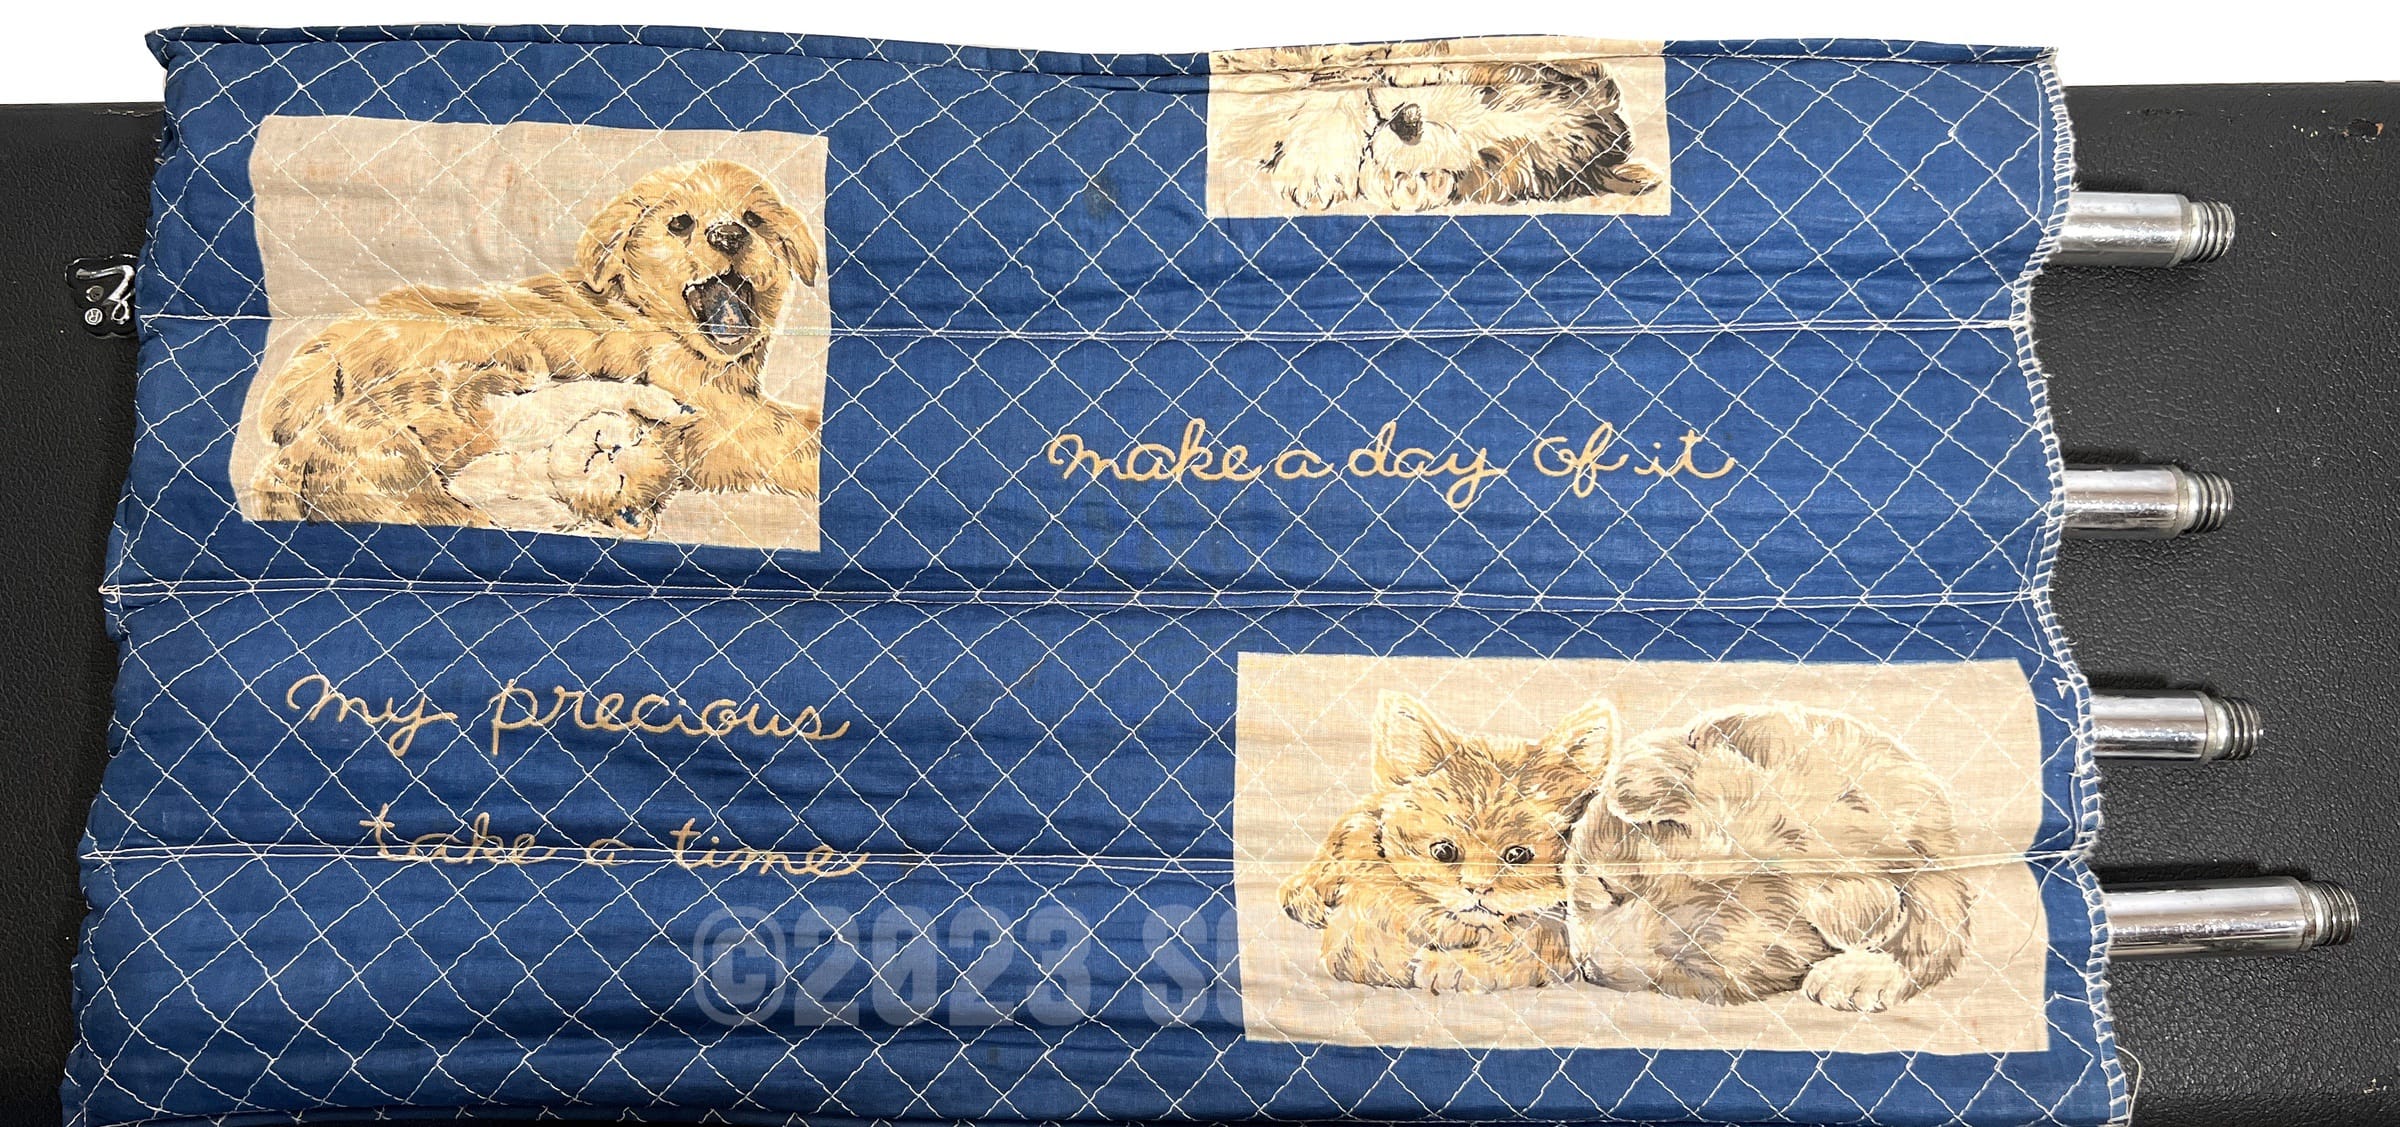 make a day of it
my precious
take a time
©2023 S
®